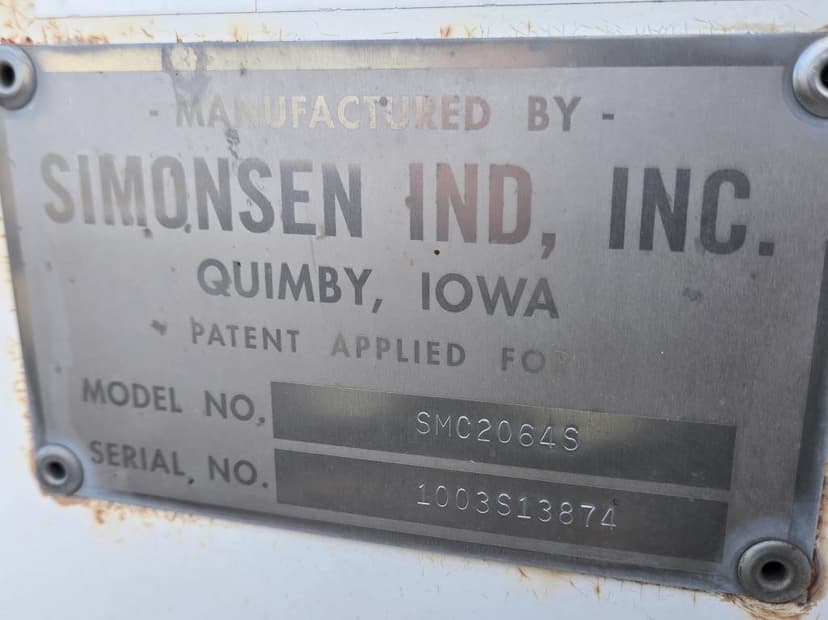 - MANUFACTURED BY -
SIMONSEN IND, INC.
QUIMBY, IOWA
PATENT APPLIED FOR
MODEL NO. SMC2064S
SERIAL NO. 1003S13874